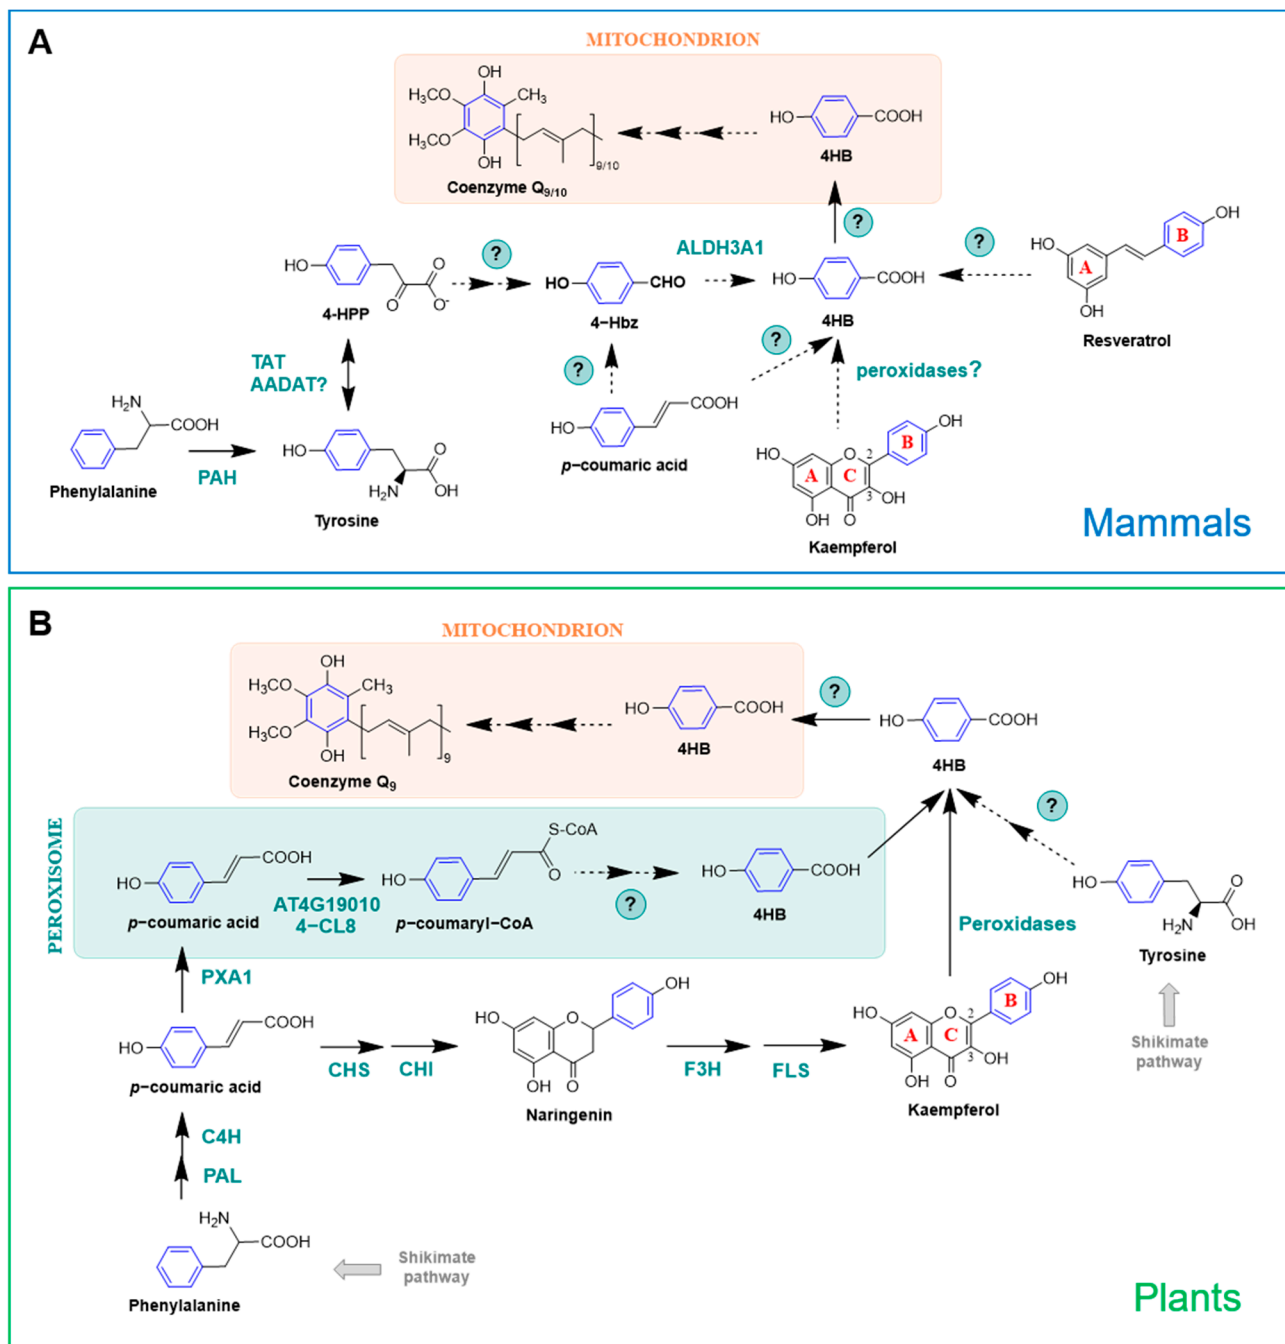 A
MITOCHONDRION
OH
H₃CO
CH₃
H₃CO
OH
9/10
Coenzyme Q₉/₁₀
HO
COOH
4HB
?
HO
O
O
O⁻
4-HPP
?
HO
CHO
4−Hbz
ALDH3A1
HO
COOH
4HB
?
HO
A
OH
B
OH
Resveratrol
TAT
AADAT?
?
?
peroxidases?
H₂N
COOH
Phenylalanine
PAH
HO
O
H₂N
OH
Tyrosine
HO
COOH
p−coumaric acid
OH
B
HO
O
2
A
C
3
OH
OH
O
Kaempferol
Mammals
B
MITOCHONDRION
OH
H₃CO
CH₃
H₃CO
OH
9
Coenzyme Q₉
HO
COOH
4HB
?
HO
COOH
4HB
PEROXISOME
HO
COOH
p−coumaric acid
AT4G19010
4−CL8
S-CoA
HO
O
p−coumaryl−CoA
?
HO
COOH
4HB
?
HO
O
H₂N
OH
Tyrosine
Shikimate
pathway
Peroxidases
PXA1
HO
COOH
p−coumaric acid
CHS
CHI
OH
HO
O
OH
O
Naringenin
F3H
FLS
OH
B
HO
O
2
A
C
3
OH
OH
O
Kaempferol
C4H
PAL
H₂N
COOH
Phenylalanine
Shikimate
pathway
Plants